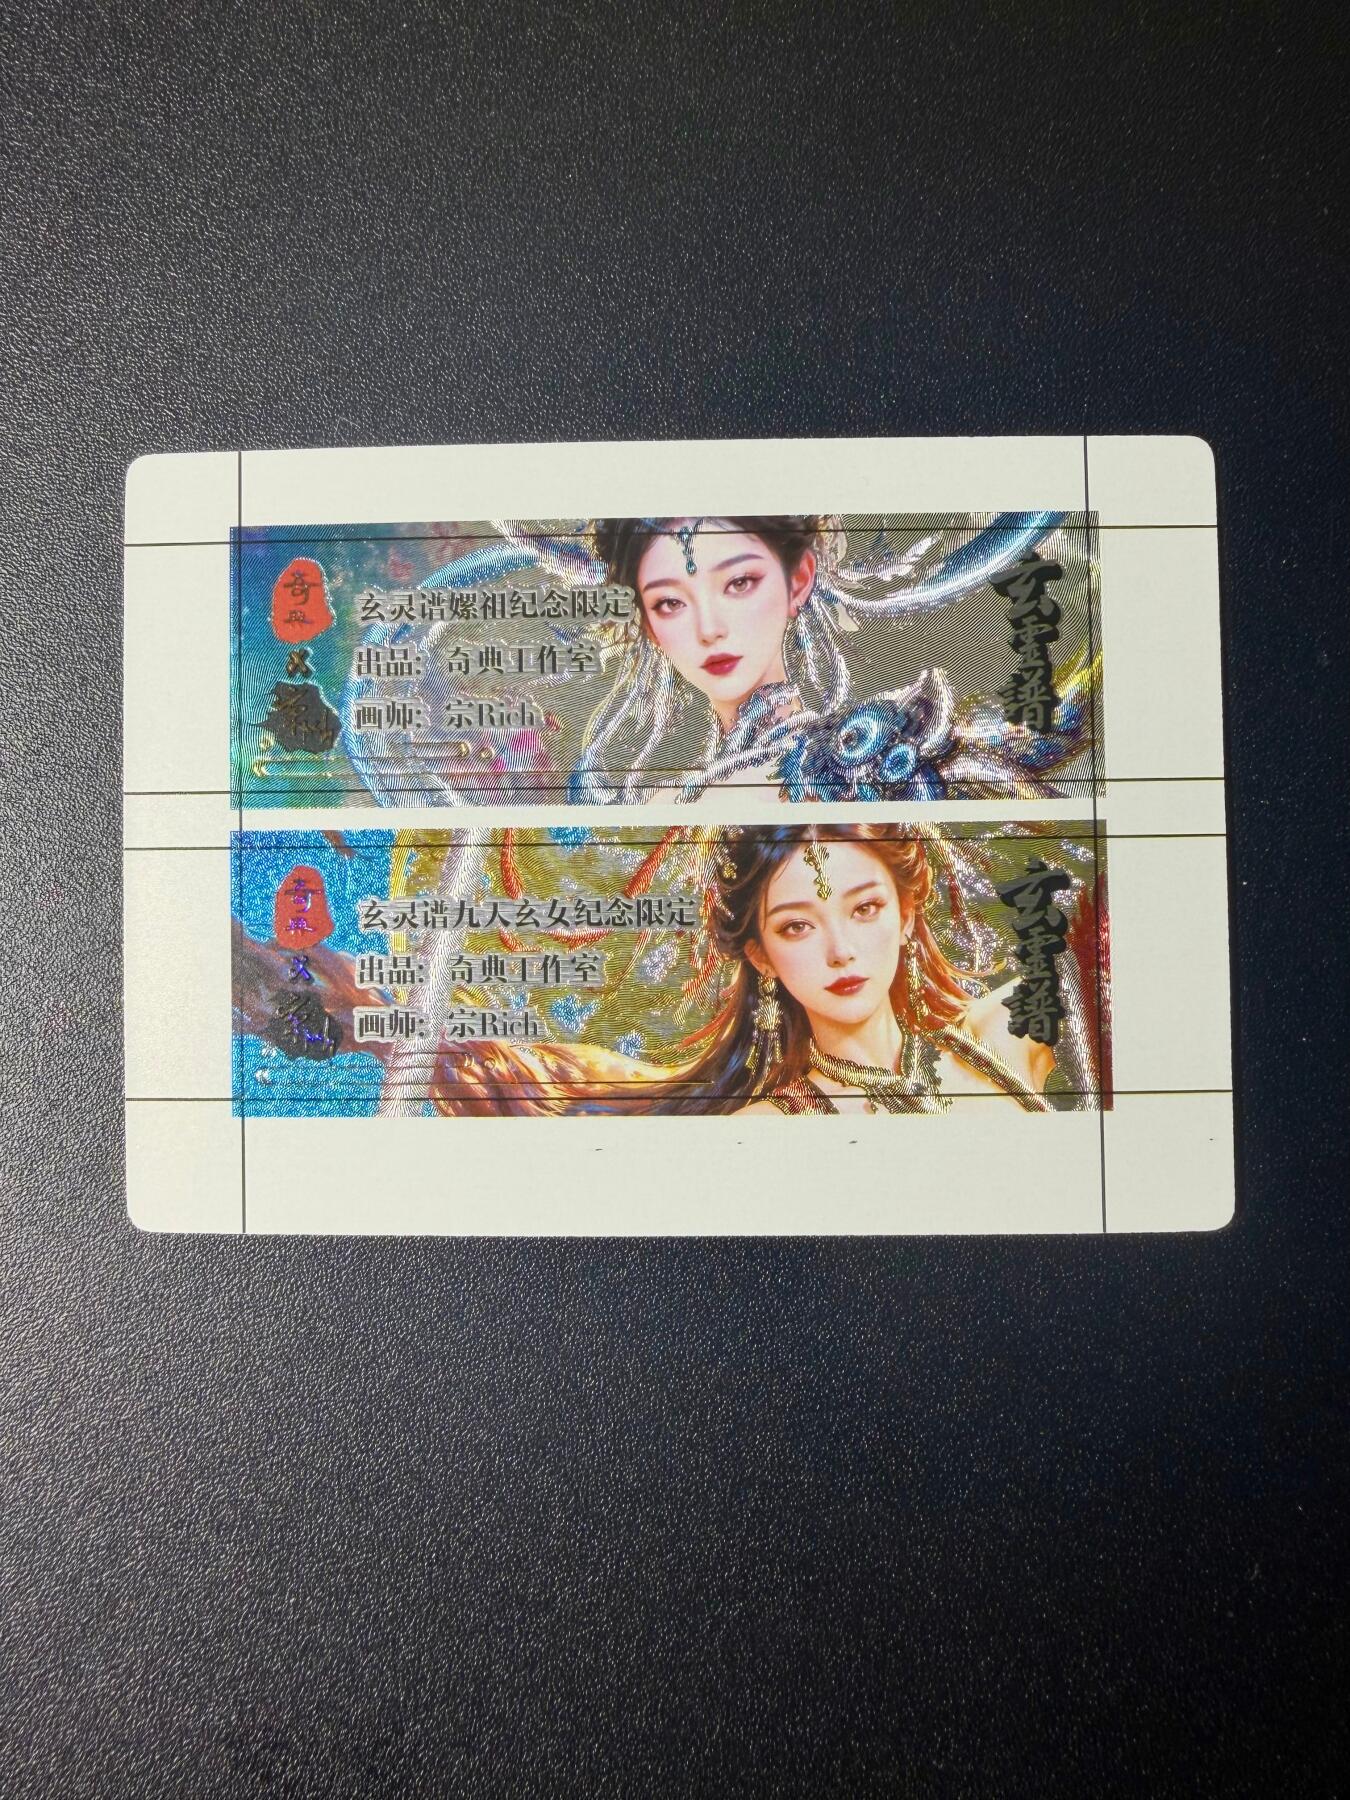 奇典
X
玄灵谱嫘祖纪念限定
出品: 奇典工作室
画师: 宗Rich
玄靈譜
奇典
X
玄灵谱九天玄女纪念限定
出品: 奇典工作室
画师: 宗Rich
玄靈譜